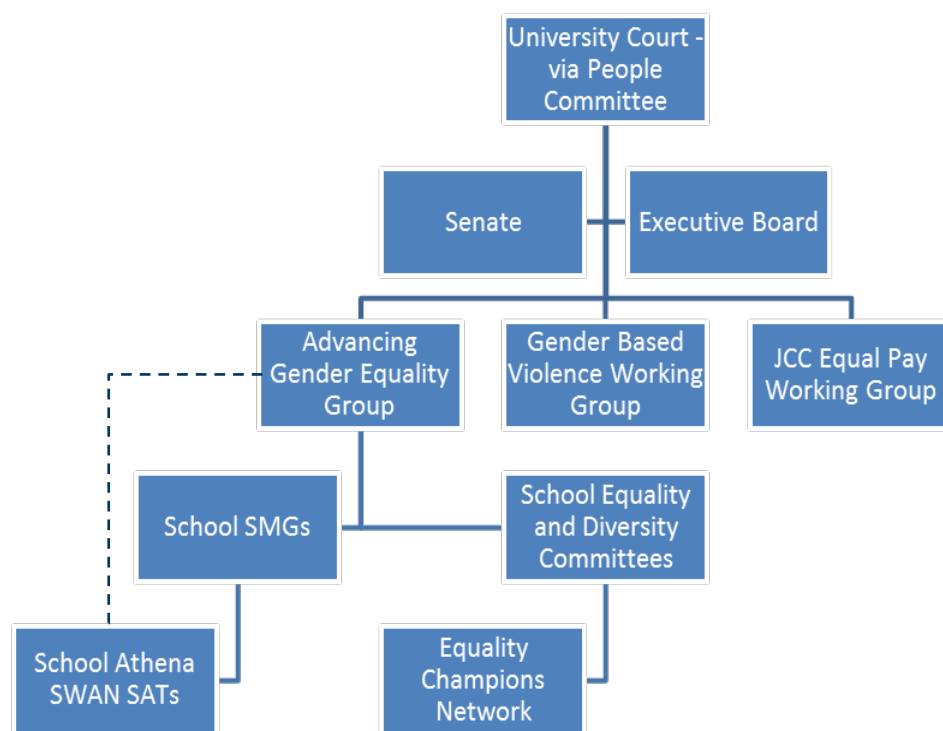 University Court -
via People
Committee
Senate
Executive Board
Advancing
Gender Equality
Group
Gender Based
Violence Working
Group
JCC Equal Pay
Working Group
School SMGs
School Equality
and Diversity
Committees
School Athena
SWAN SATs
Equality
Champions
Network